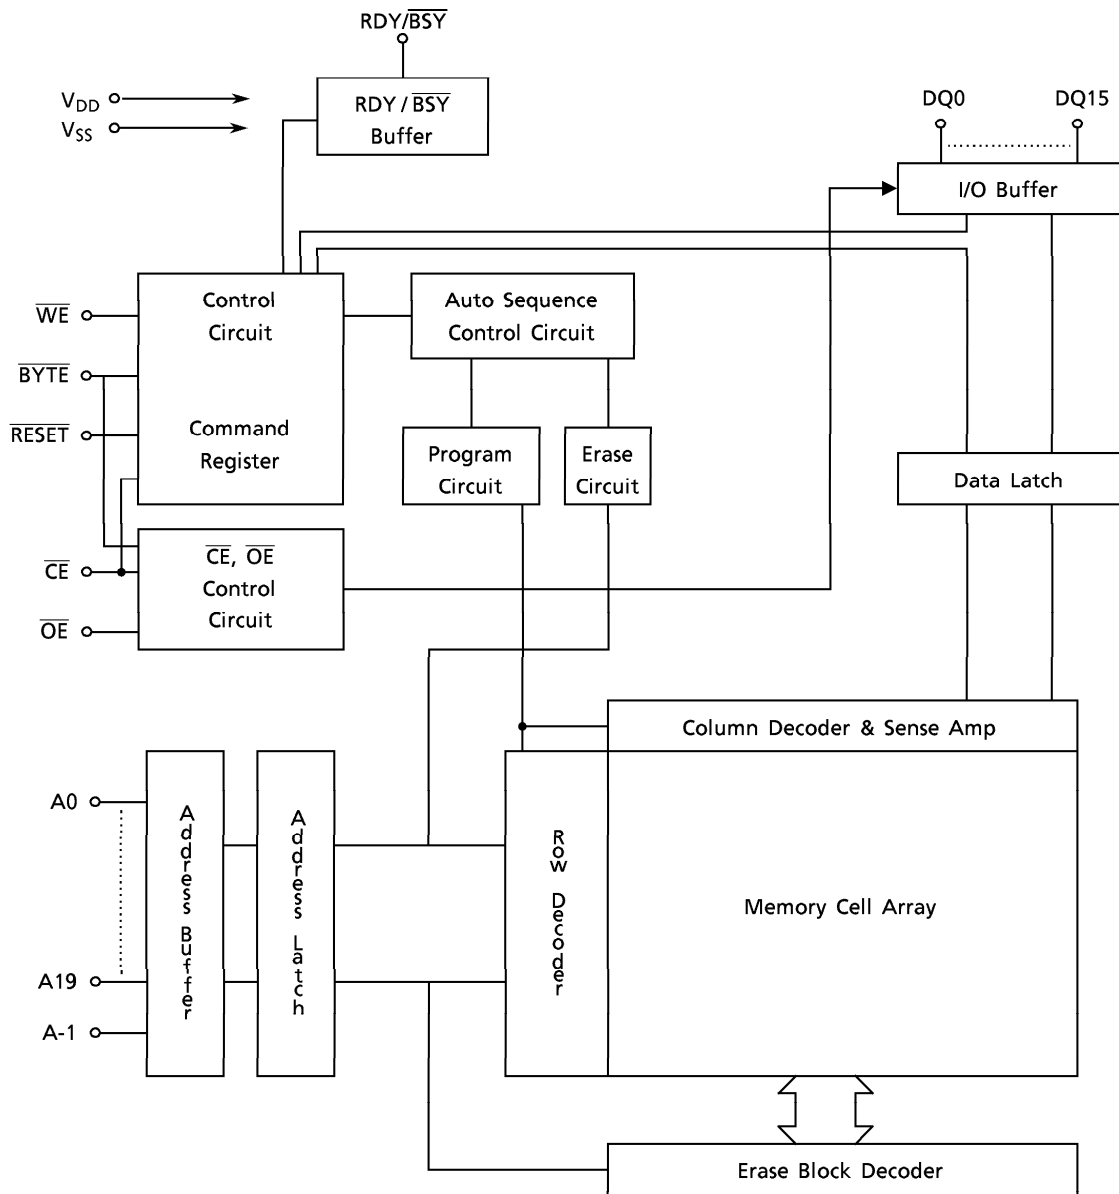 RDY/BSY
VDD
VSS
RDY / BSY
Buffer
DQ0
DQ15
I/O Buffer
WE
BYTE
RESET
CE
OE
Control
Circuit
Command
Register
Auto Sequence
Control Circuit
Program
Circuit
Erase
Circuit
Data Latch
CE, OE
Control
Circuit
Column Decoder & Sense Amp
A0
A19
A-1
Address Buffer
Address Latch
Row Decoder
Memory Cell Array
Erase Block Decoder